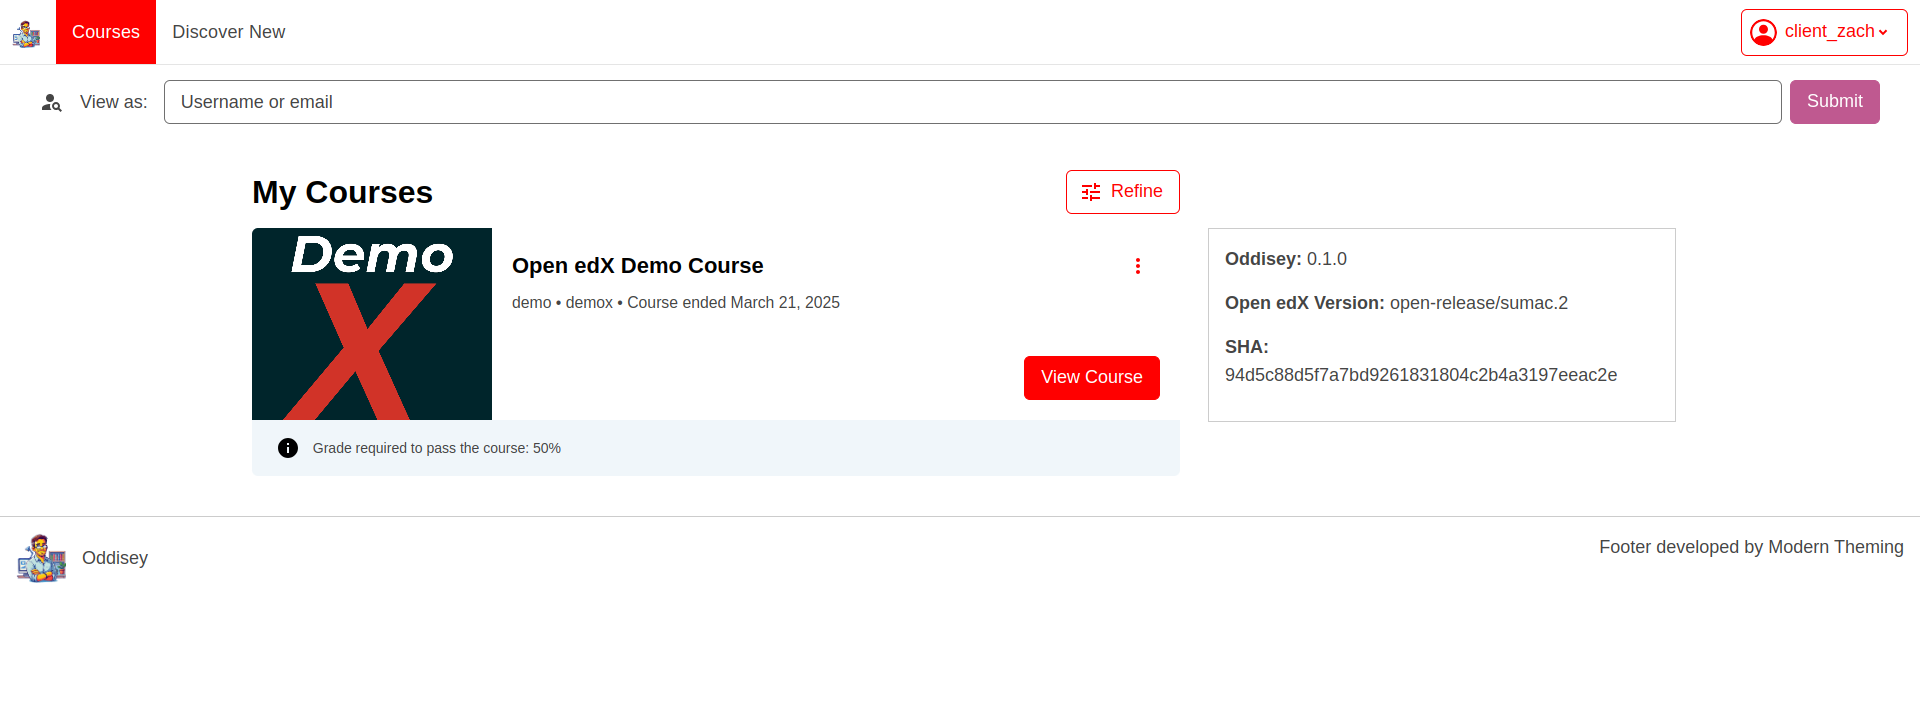 Courses
Discover New
client_zach
View as:
Username or email
Submit
My Courses
Refine
Demo
X
Open edX Demo Course
demo • demox • Course ended March 21, 2025
View Course
Grade required to pass the course: 50%
Oddisey: 0.1.0
Open edX Version: open-release/sumac.2
SHA:
94d5c88d5f7a7bd9261831804c2b4a3197eeac2e
Oddisey
Footer developed by Modern Theming